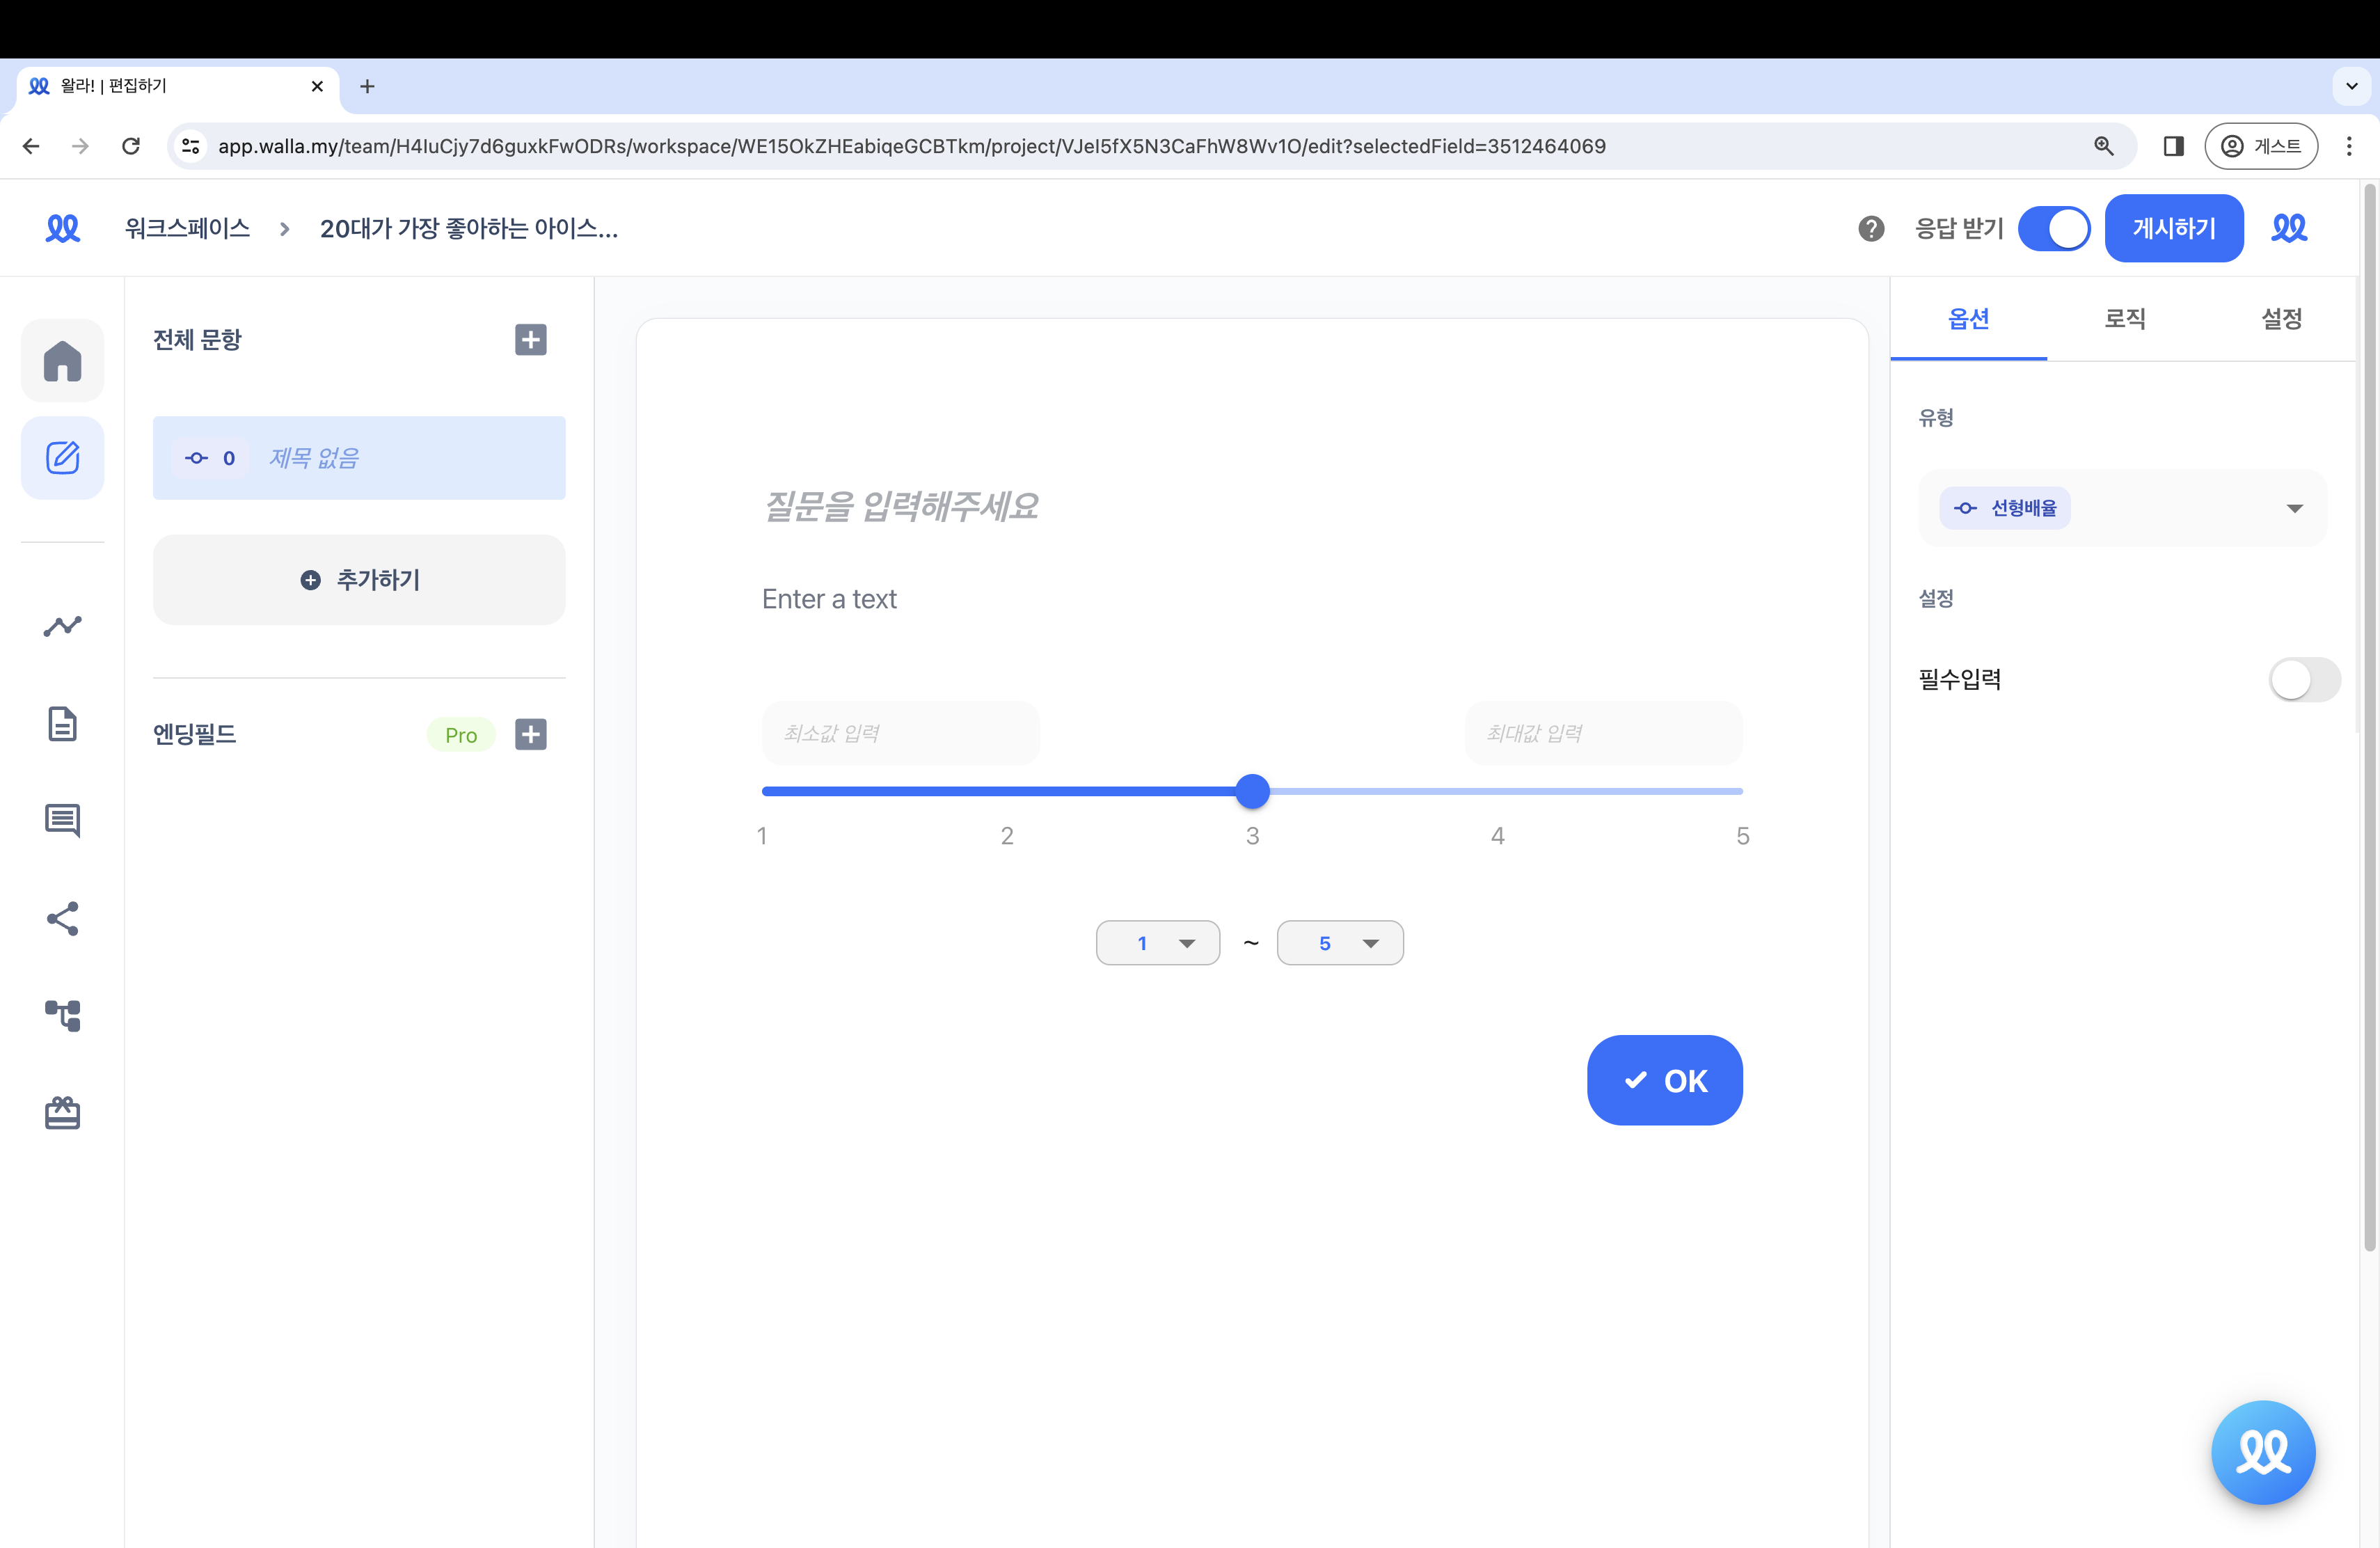 왈라! | 편집하기
app.walla.my/team/H4IuCjy7d6guxkFwODRs/workspace/WE15OkZHEabiqeGCBTkm/project/VJeI5fX5N3CaFhW8Wv1O/edit?selectedField=3512464069
게스트
워크스페이스
20대가 가장 좋아하는 아이스...
응답 받기
게시하기
전체 문항
0 제목 없음
추가하기
엔딩필드
Pro
질문을 입력해주세요
Enter a text
최소값 입력
최대값 입력
1 2 3 4 5
1 ~ 5
OK
옵션
로직
설정
유형
선형배율
설정
필수입력